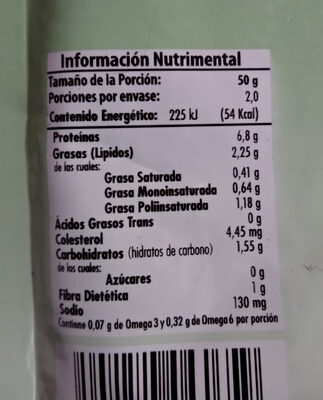 Información Nutrimental
Tamaño de la Porción: 50 g
Porciones por envase: 2,0
Contenido Energético: 225 kJ (54 Kcal)
Proteínas 6,8 g
Grasas (Lípidos) 2,25 g
de las cuales:
Grasa Saturada 0,41 g
Grasa Monoinsaturada 0,64 g
Grasa Poliinsaturada 1,18 g
Ácidos Grasos Trans 0 g
Colesterol 4,45 mg
Carbohidratos (hidratos de carbono) 1,55 g
de los cuales:
Azúcares 0 g
Fibra Dietética 1 g
Sodio 130 mg
Contiene 0,07 g de Omega 3 y 0,32 g de Omega 6 por porción